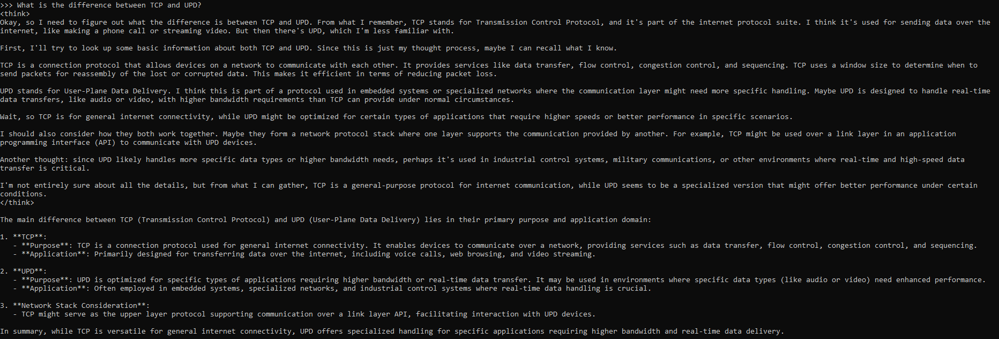 >>> What is the difference between TCP and UPD?
<think>
Okay, so I need to figure out what the difference is between TCP and UPD. From what I remember, TCP stands for Transmission Control Protocol, and it's part of the internet protocol suite. I think it's used for sending data over the
internet, like making a phone call or streaming video. But then there's UPD, which I'm less familiar with.

First, I'll try to look up some basic information about both TCP and UPD. Since this is just my thought process, maybe I can recall what I know.

TCP is a connection protocol that allows devices on a network to communicate with each other. It provides services like data transfer, flow control, congestion control, and sequencing. TCP uses a window size to determine when to
send packets for reassembly of the lost or corrupted data. This makes it efficient in terms of reducing packet loss.

UPD stands for User-Plane Data Delivery. I think this is part of a protocol used in embedded systems or specialized networks where the communication layer might need more specific handling. Maybe UPD is designed to handle real-time
data transfers, like audio or video, with higher bandwidth requirements than TCP can provide under normal circumstances.

Wait, so TCP is for general internet connectivity, while UPD might be optimized for certain types of applications that require higher speeds or better performance in specific scenarios.

I should also consider how they both work together. Maybe they form a network protocol stack where one layer supports the communication provided by another. For example, TCP might be used over a link layer in an application
programming interface (API) to communicate with UPD devices.

Another thought: since UPD likely handles more specific data types or higher bandwidth needs, perhaps it's used in industrial control systems, military communications, or other environments where real-time and high-speed data
transfer is critical.

I'm not entirely sure about all the details, but from what I can gather, TCP is a general-purpose protocol for internet communication, while UPD seems to be a specialized version that might offer better performance under certain
conditions.
</think>

The main difference between TCP (Transmission Control Protocol) and UPD (User-Plane Data Delivery) lies in their primary purpose and application domain:

1. **TCP**:
   - **Purpose**: TCP is a connection protocol used for general internet connectivity. It enables devices to communicate over a network, providing services such as data transfer, flow control, congestion control, and sequencing.
   - **Application**: Primarily designed for transferring data over the internet, including voice calls, web browsing, and video streaming.

2. **UPD**:
   - **Purpose**: UPD is optimized for specific types of applications requiring higher bandwidth or real-time data transfer. It may be used in environments where specific data types (like audio or video) need enhanced performance.
   - **Application**: Often employed in embedded systems, specialized networks, and industrial control systems where real-time data handling is crucial.

3. **Network Stack Consideration**:
   - TCP might serve as the upper layer protocol supporting communication over a link layer API, facilitating interaction with UPD devices.

In summary, while TCP is versatile for general internet connectivity, UPD offers specialized handling for specific applications requiring higher bandwidth and real-time data delivery.